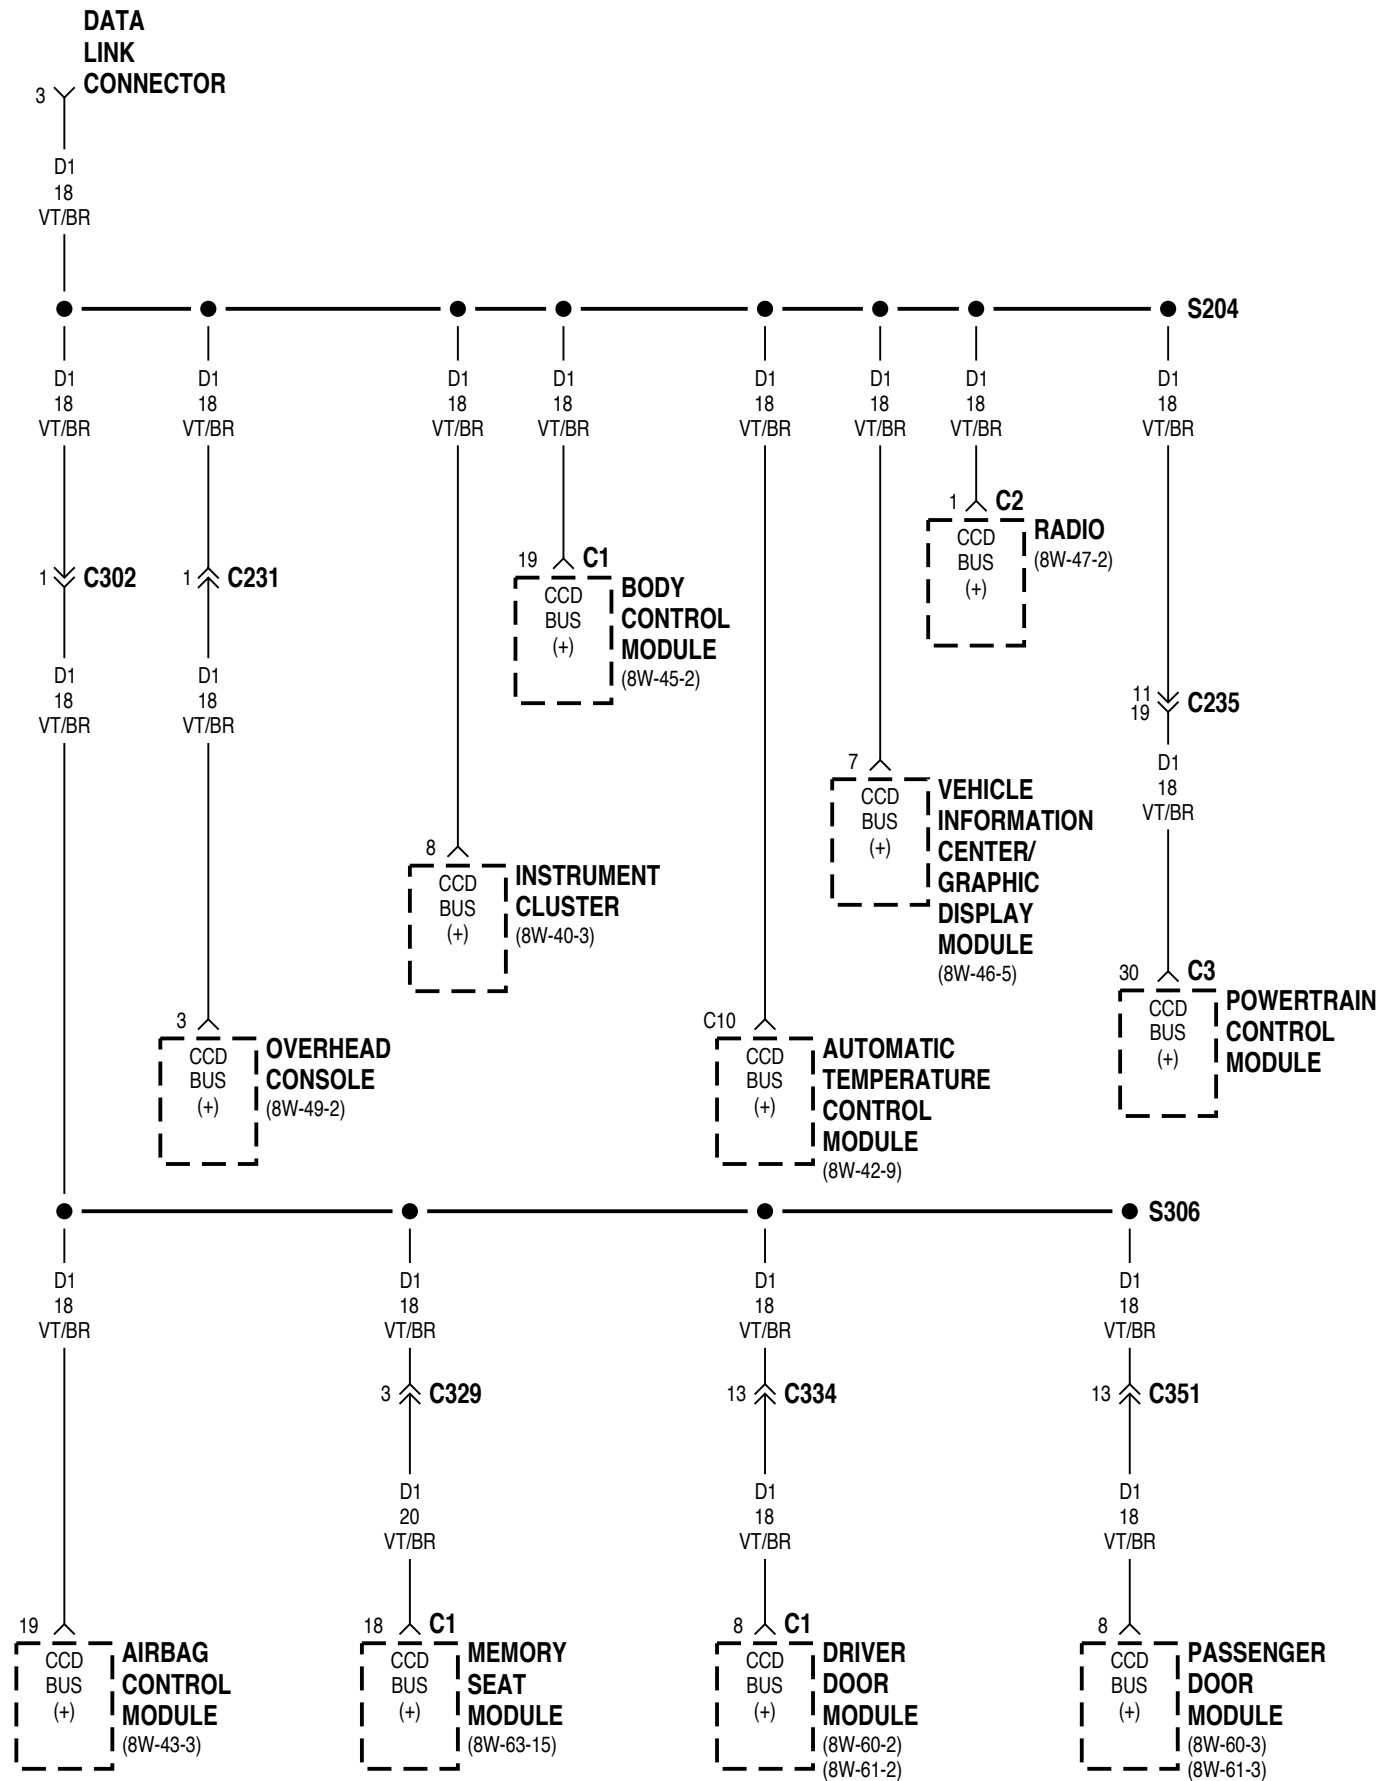 DATA
LINK
CONNECTOR
3
D1
18
VT/BR
S204
D1 D1 D1 D1 D1 D1 D1 D1
18 18 18 18 18 18 18 18
VT/BR VT/BR VT/BR VT/BR VT/BR VT/BR VT/BR VT/BR
1 C2
CCD
BUS
(+)
RADIO
(8W-47-2)
1 C302
1 C231
19 C1
CCD
BUS
(+)
BODY
CONTROL
MODULE
(8W-45-2)
D1 D1
18 18
VT/BR VT/BR
11
19
C235
D1
18
VT/BR
7
CCD
BUS
(+)
VEHICLE
INFORMATION
CENTER/
GRAPHIC
DISPLAY
MODULE
(8W-46-5)
8
CCD
BUS
(+)
INSTRUMENT
CLUSTER
(8W-40-3)
30 C3
CCD
BUS
(+)
POWERTRAIN
CONTROL
MODULE
3
CCD
BUS
(+)
OVERHEAD
CONSOLE
(8W-49-2)
C10
CCD
BUS
(+)
AUTOMATIC
TEMPERATURE
CONTROL
MODULE
(8W-42-9)
S306
D1 D1 D1 D1
18 18 18 18
VT/BR VT/BR VT/BR VT/BR
3 C329
13 C334
13 C351
D1 D1 D1
20 18 18
VT/BR VT/BR VT/BR
19
CCD
BUS
(+)
AIRBAG
CONTROL
MODULE
(8W-43-3)
18 C1
CCD
BUS
(+)
MEMORY
SEAT
MODULE
(8W-63-15)
8 C1
CCD
BUS
(+)
DRIVER
DOOR
MODULE
(8W-60-2)
(8W-61-2)
8
CCD
BUS
(+)
PASSENGER
DOOR
MODULE
(8W-60-3)
(8W-61-3)